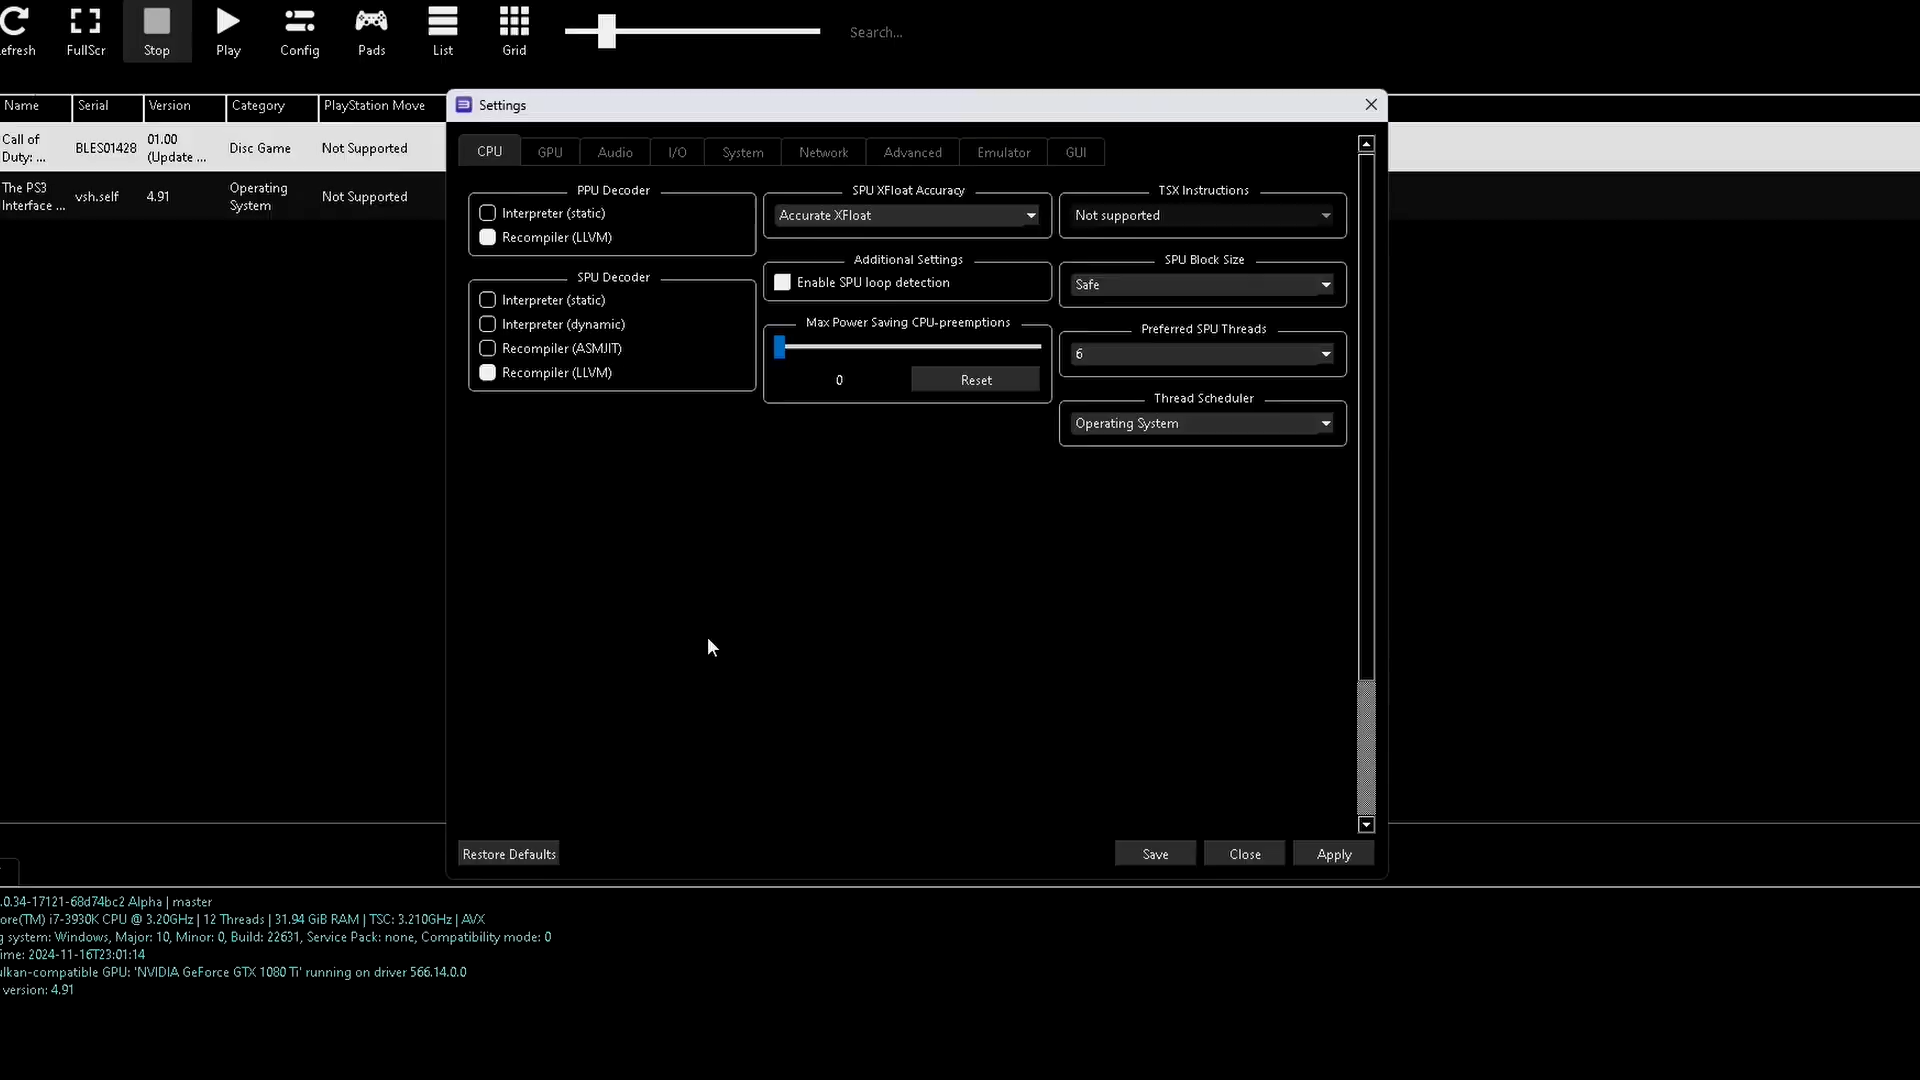 efresh FullScr Stop Play Config Pads List Grid Search...
Name Serial Version Category PlayStation Move
Call of
Duty: ...
BLES01428
01.00
(Update ...
Disc Game
Not Supported
The PS3
Interface ...
vsh.self
4.91
Operating
System
Not Supported
Settings
CPU GPU Audio I/O System Network Advanced Emulator GUI
PPU Decoder
Interpreter (static)
Recompiler (LLVM)
SPU Decoder
Interpreter (static)
Interpreter (dynamic)
Recompiler (ASMJIT)
Recompiler (LLVM)
SPU XFloat Accuracy
Accurate XFloat
Additional Settings
Enable SPU loop detection
Max Power Saving CPU-preemptions
0 Reset
TSX Instructions
Not supported
SPU Block Size
Safe
Preferred SPU Threads
6
Thread Scheduler
Operating System
Restore Defaults Save Close Apply
.0.34-17121-68d74bc2 Alpha | master
ore(TM) i7-3930K CPU @ 3.20GHz | 12 Threads | 31.94 GiB RAM | TSC: 3.210GHz | AVX
g system: Windows, Major: 10, Minor: 0, Build: 22631, Service Pack: none, Compatibility mode: 0
ime: 2024-11-16T23:01:14
ulkan-compatible GPU: 'NVIDIA GeForce GTX 1080 Ti' running on driver 566.14.0.0
version: 4.91